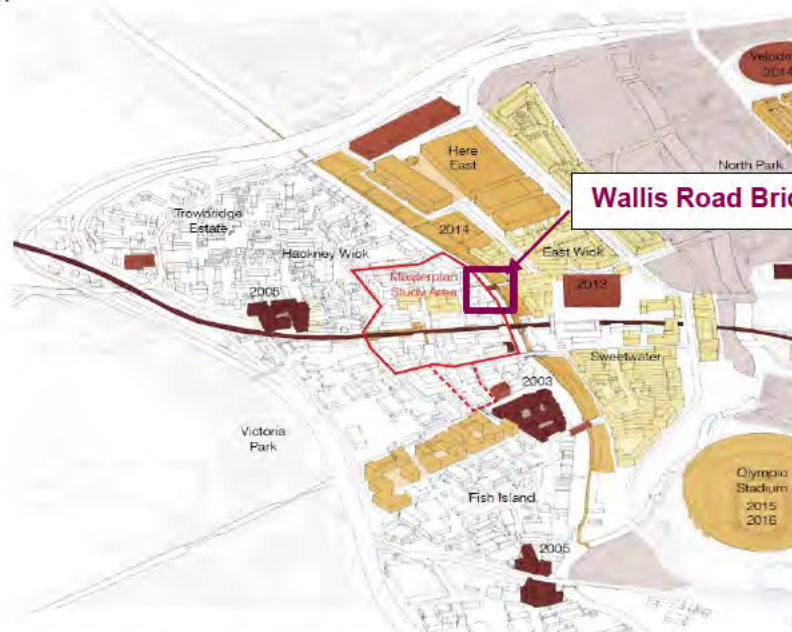 Velodr
2014
Here
East
North Park
Wallis Road Brid
Trowbridge
Estate
2014
Hackney Wick
East Wick
Masterplan
Study Area
2005
2013
Sweetwater
2003
Victoria
Park
Olympic
Stadium
2015
2016
Fish Island
2005